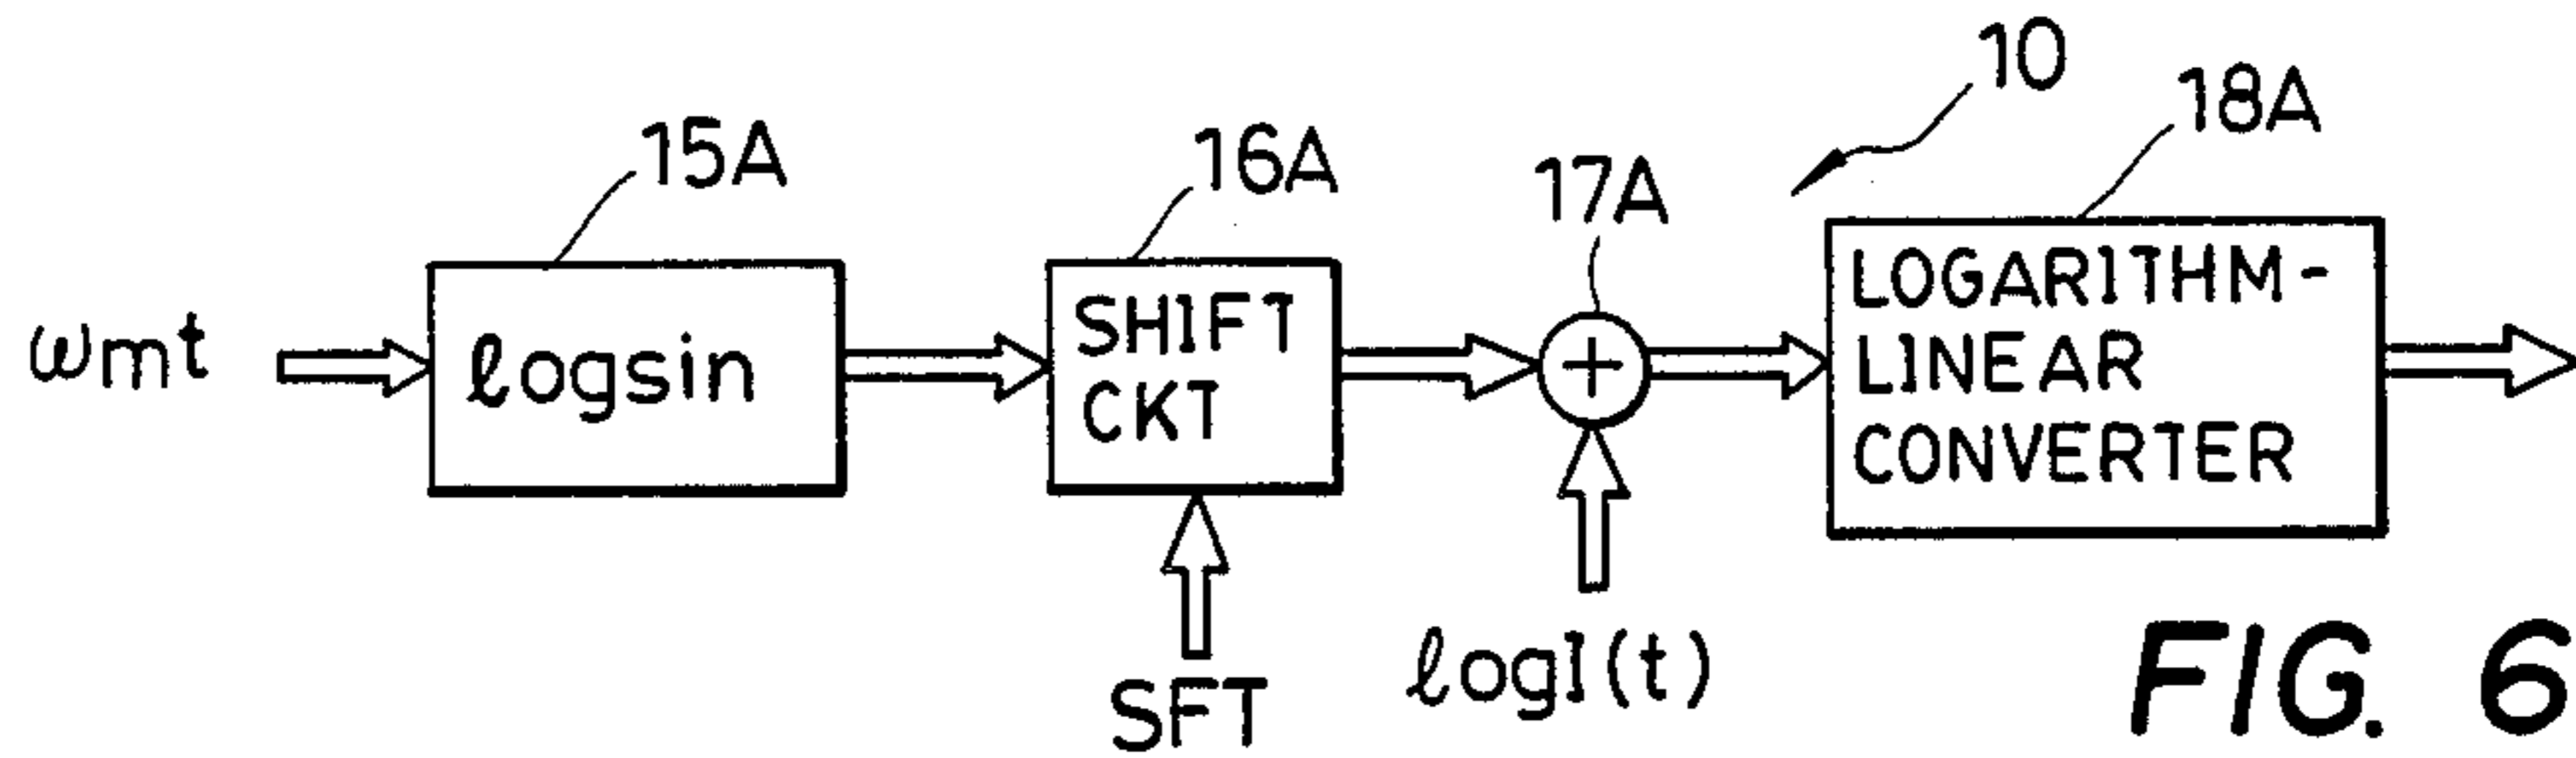 10
15A
16A
17A
18A
ωmt
ℓogsin
SHIFT
CKT
+
LOGARITHM-
LINEAR
CONVERTER
SFT
ℓogI(t)
FIG. 6